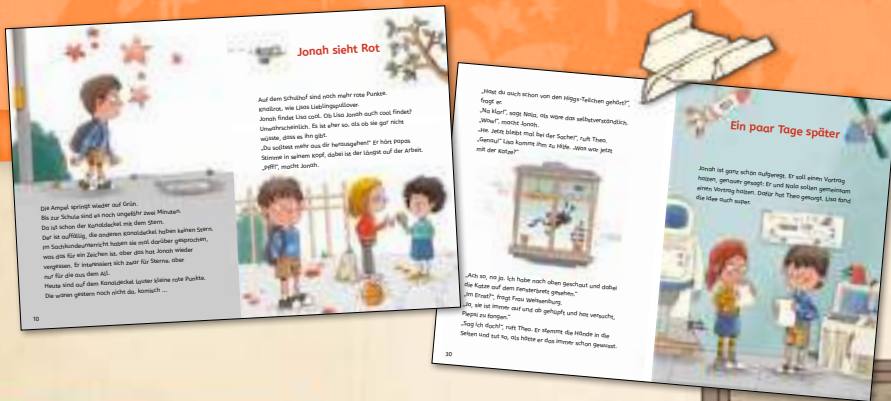 Jonah sieht Rot
Auf dem Schulhof sind noch mehr rote Punkte.
Knallrot, wie Lisas Lieblingspullover.
Jonah findet Lisa cool. Ob Lisa Jonah auch cool findet?
Unwahrscheinlich. Es ist eher so, als ob sie gar nicht
wüsste, dass es ihn gibt.
„Du solltest mehr aus dir herausgehen!“ Er hört Papas
Stimme in seinem Kopf, dabei ist der längst auf der Arbeit.
„Pfff!“, macht Jonah.
Die Ampel springt wieder auf Grün.
Bis zur Schule sind es noch ungefähr zwei Minuten.
Da ist schon der Kanaldeckel mit dem Stern.
Der ist auffällig, die anderen Kanaldeckel haben keinen Stern.
Im Sachkundeunterricht haben sie mal darüber gesprochen,
was das für ein Zeichen ist, aber das hat Jonah wieder
vergessen. Er interessiert sich zwar für Sterne, aber
nur für die aus dem All.
Heute sind auf dem Kanaldeckel lauter kleine rote Punkte.
Die waren gestern noch nicht da, komisch ...
10
„Hast du auch schon von den Higgs-Teilchen gehört?“,
fragt er.
„Na klar!“, sagt Nala, als wäre das selbstverständlich.
„Wow!“, macht Jonah.
„He. Jetzt bleibt mal bei der Sache!“, ruft Theo.
„Genau!“ Lisa kommt ihm zu Hilfe. „Was war jetzt
mit der Katze?“
„Ach so, na ja. Ich habe nach oben geschaut und dabei
die Katze auf dem Fensterbrett gesehen.“
„Im Ernst?“, fragt Frau Weissenburg.
„Ja, sie ist immer auf und ab gehüpft und hat versucht,
Piepsi zu fangen.“
„Sag ich doch!“, ruft Theo. Er stemmt die Hände in die
Seiten und tut so, als hätte er das immer schon gewusst.
30
Ein paar Tage später
Jonah ist ganz schön aufgeregt. Er soll einen Vortrag
halten, genauer gesagt: Er und Nala sollen gemeinsam
einen Vortrag halten. Dafür hat Theo gesorgt. Lisa fand
die Idee auch super.